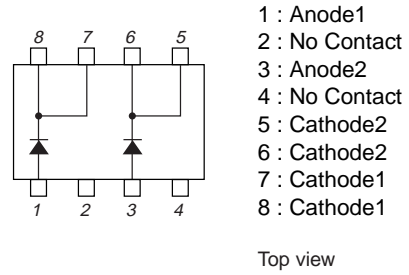 8 7 6 5
1 2 3 4
1 : Anode1
2 : No Contact
3 : Anode2
4 : No Contact
5 : Cathode2
6 : Cathode2
7 : Cathode1
8 : Cathode1
Top view